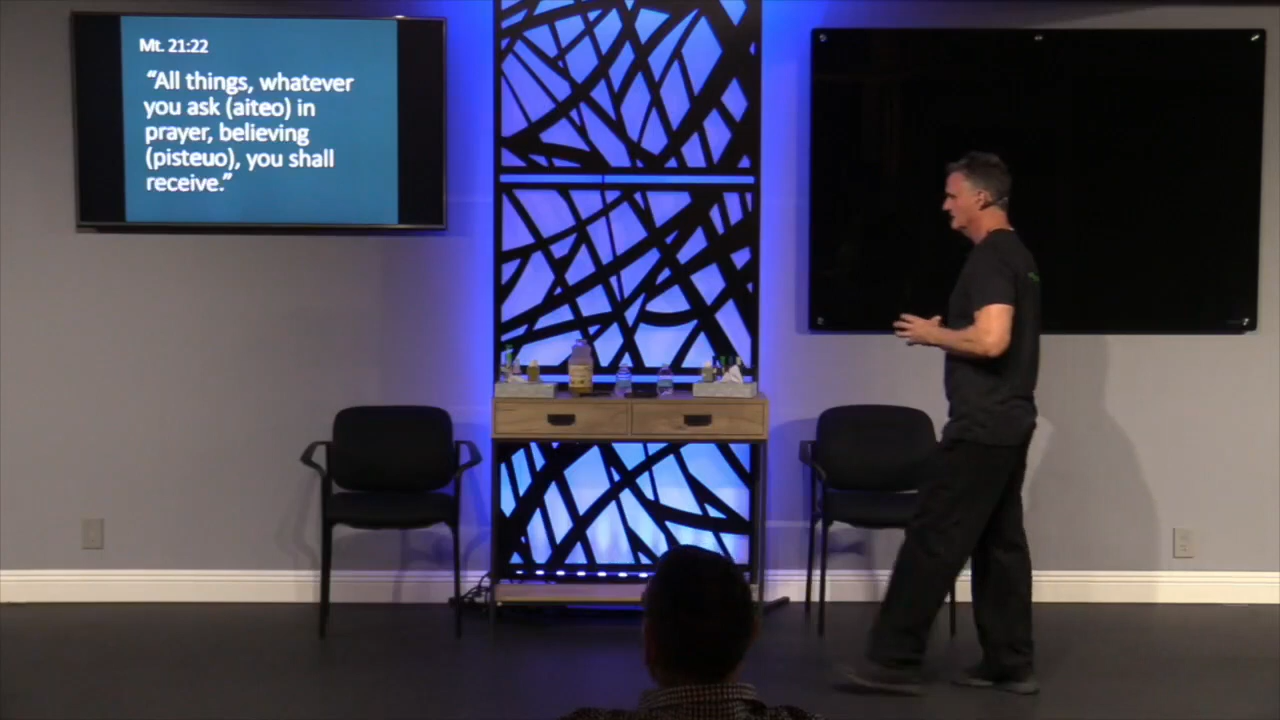 Mt. 21:22
“All things, whatever
you ask (aiteo) in
prayer, believing
(pisteuo), you shall
receive.”